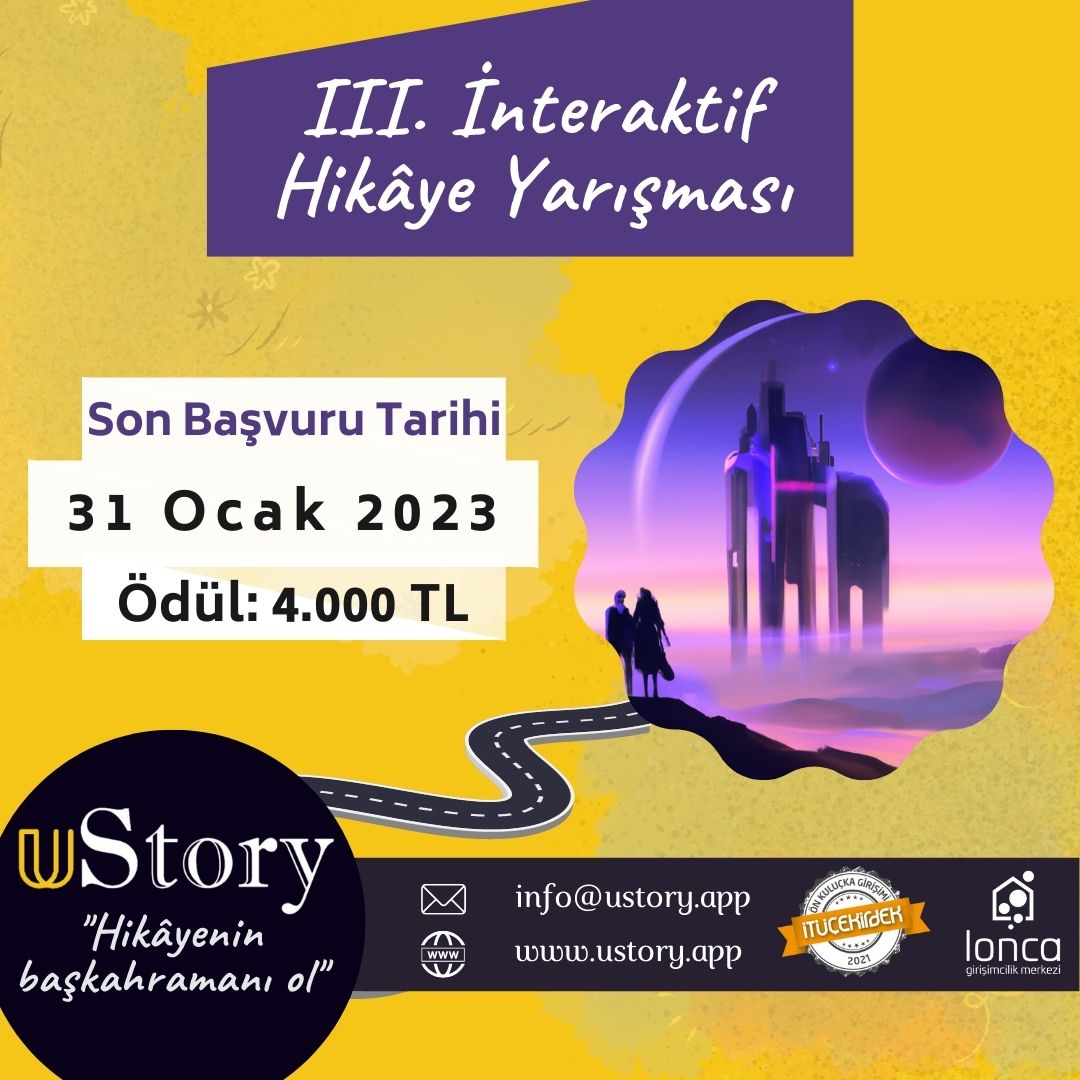 III. İnteraktif
Hikâye Yarışması
Son Başvuru Tarihi
31 Ocak 2023
Ödül: 4.000 TL
uStory
"Hikâyenin
başkahramanı ol"
info@ustory.app
www
www.ustory.app
ÖN KULUÇKA GİRİŞİMİ
İTÜÇEKİRDEK
2021
lonca
girişimcilik merkezi